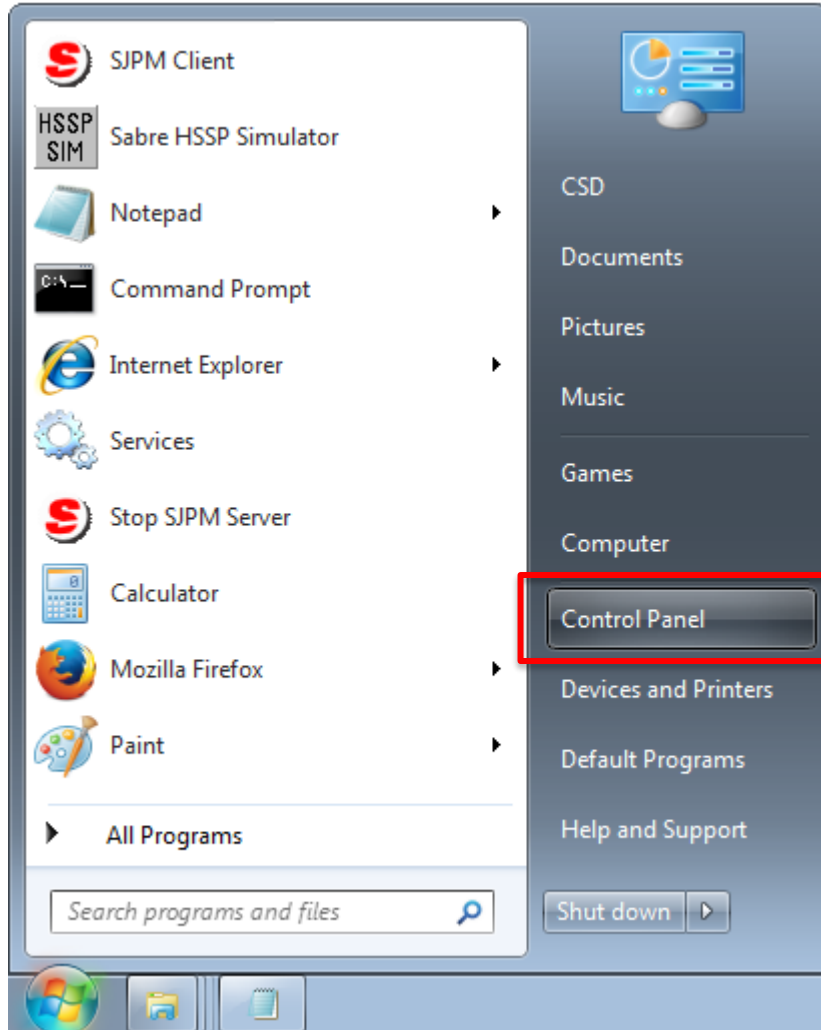 SJPM Client
HSSP
SIM
Sabre HSSP Simulator
Notepad
C:\
Command Prompt
Internet Explorer
Services
Stop SJPM Server
0
Calculator
Mozilla Firefox
Paint
All Programs
Search programs and files
CSD
Documents
Pictures
Music
Games
Computer
Control Panel
Devices and Printers
Default Programs
Help and Support
Shut down